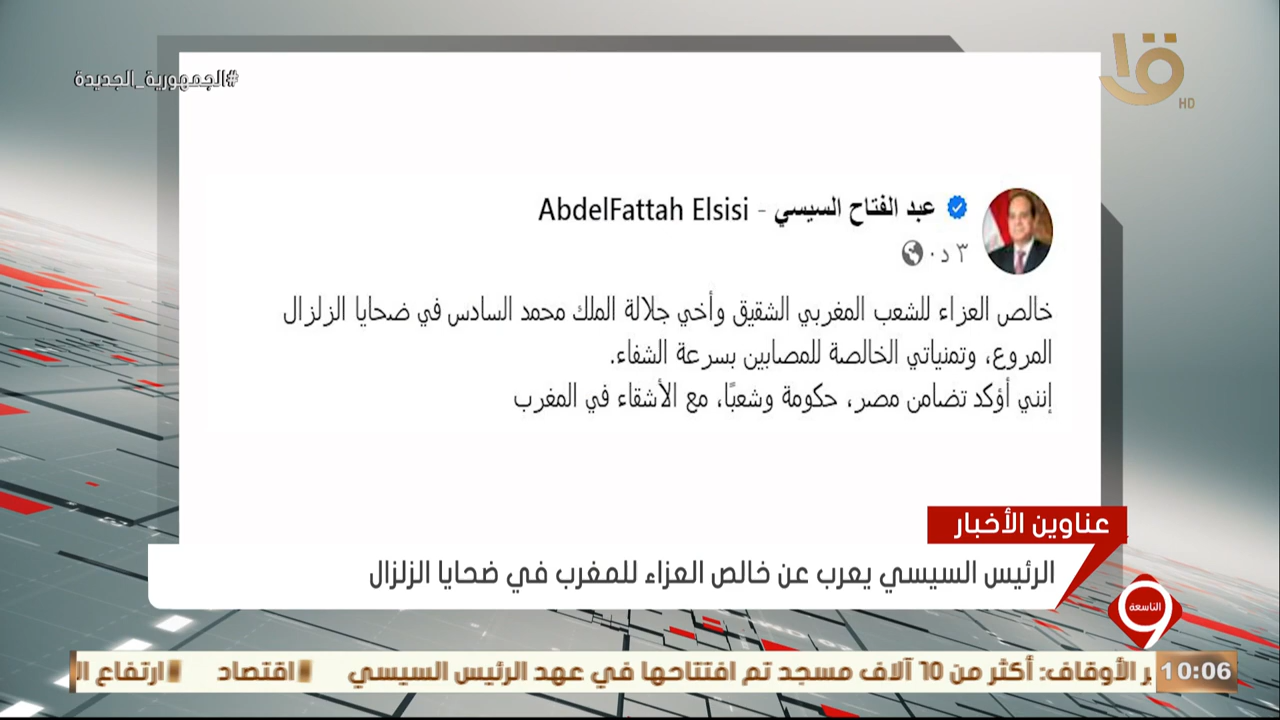 #الجمهورية_الجديدة
HD
عبد الفتاح السيسي - AbdelFattah Elsisi
٣ د ·
خالص العزاء للشعب المغربي الشقيق وأخي جلالة الملك محمد السادس في ضحايا الزلزال
المروع، وتمنياتي الخالصة للمصابين بسرعة الشفاء.
إنني أؤكد تضامن مصر، حكومة وشعبًا، مع الأشقاء في المغرب
عناوين الأخبار
الرئيس السيسي يعرب عن خالص العزاء للمغرب في ضحايا الزلزال
التاسعة
9
10:06 ر الأوقاف: أكثر من 10 آلاف مسجد تم افتتاحها في عهد الرئيس السيسي اقتصاد ارتفاع ال